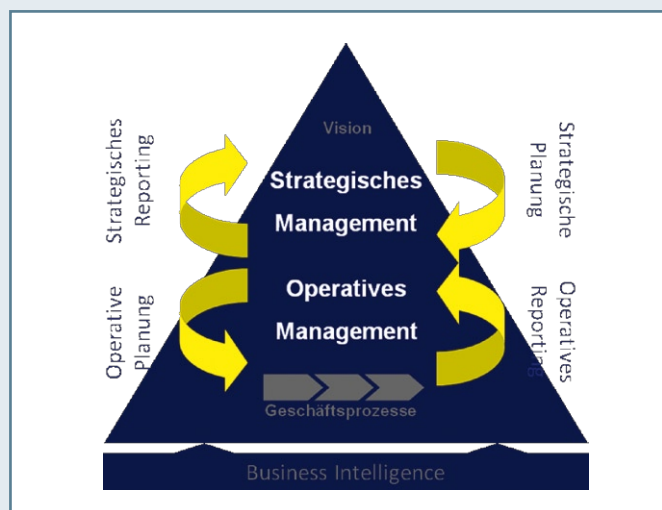 Vision
Strategisches
Management
Operatives
Management
Geschäftsprozesse
Strategisches
Reporting
Operative
Planung
Strategische
Planung
Operatives
Reporting
Business Intelligence